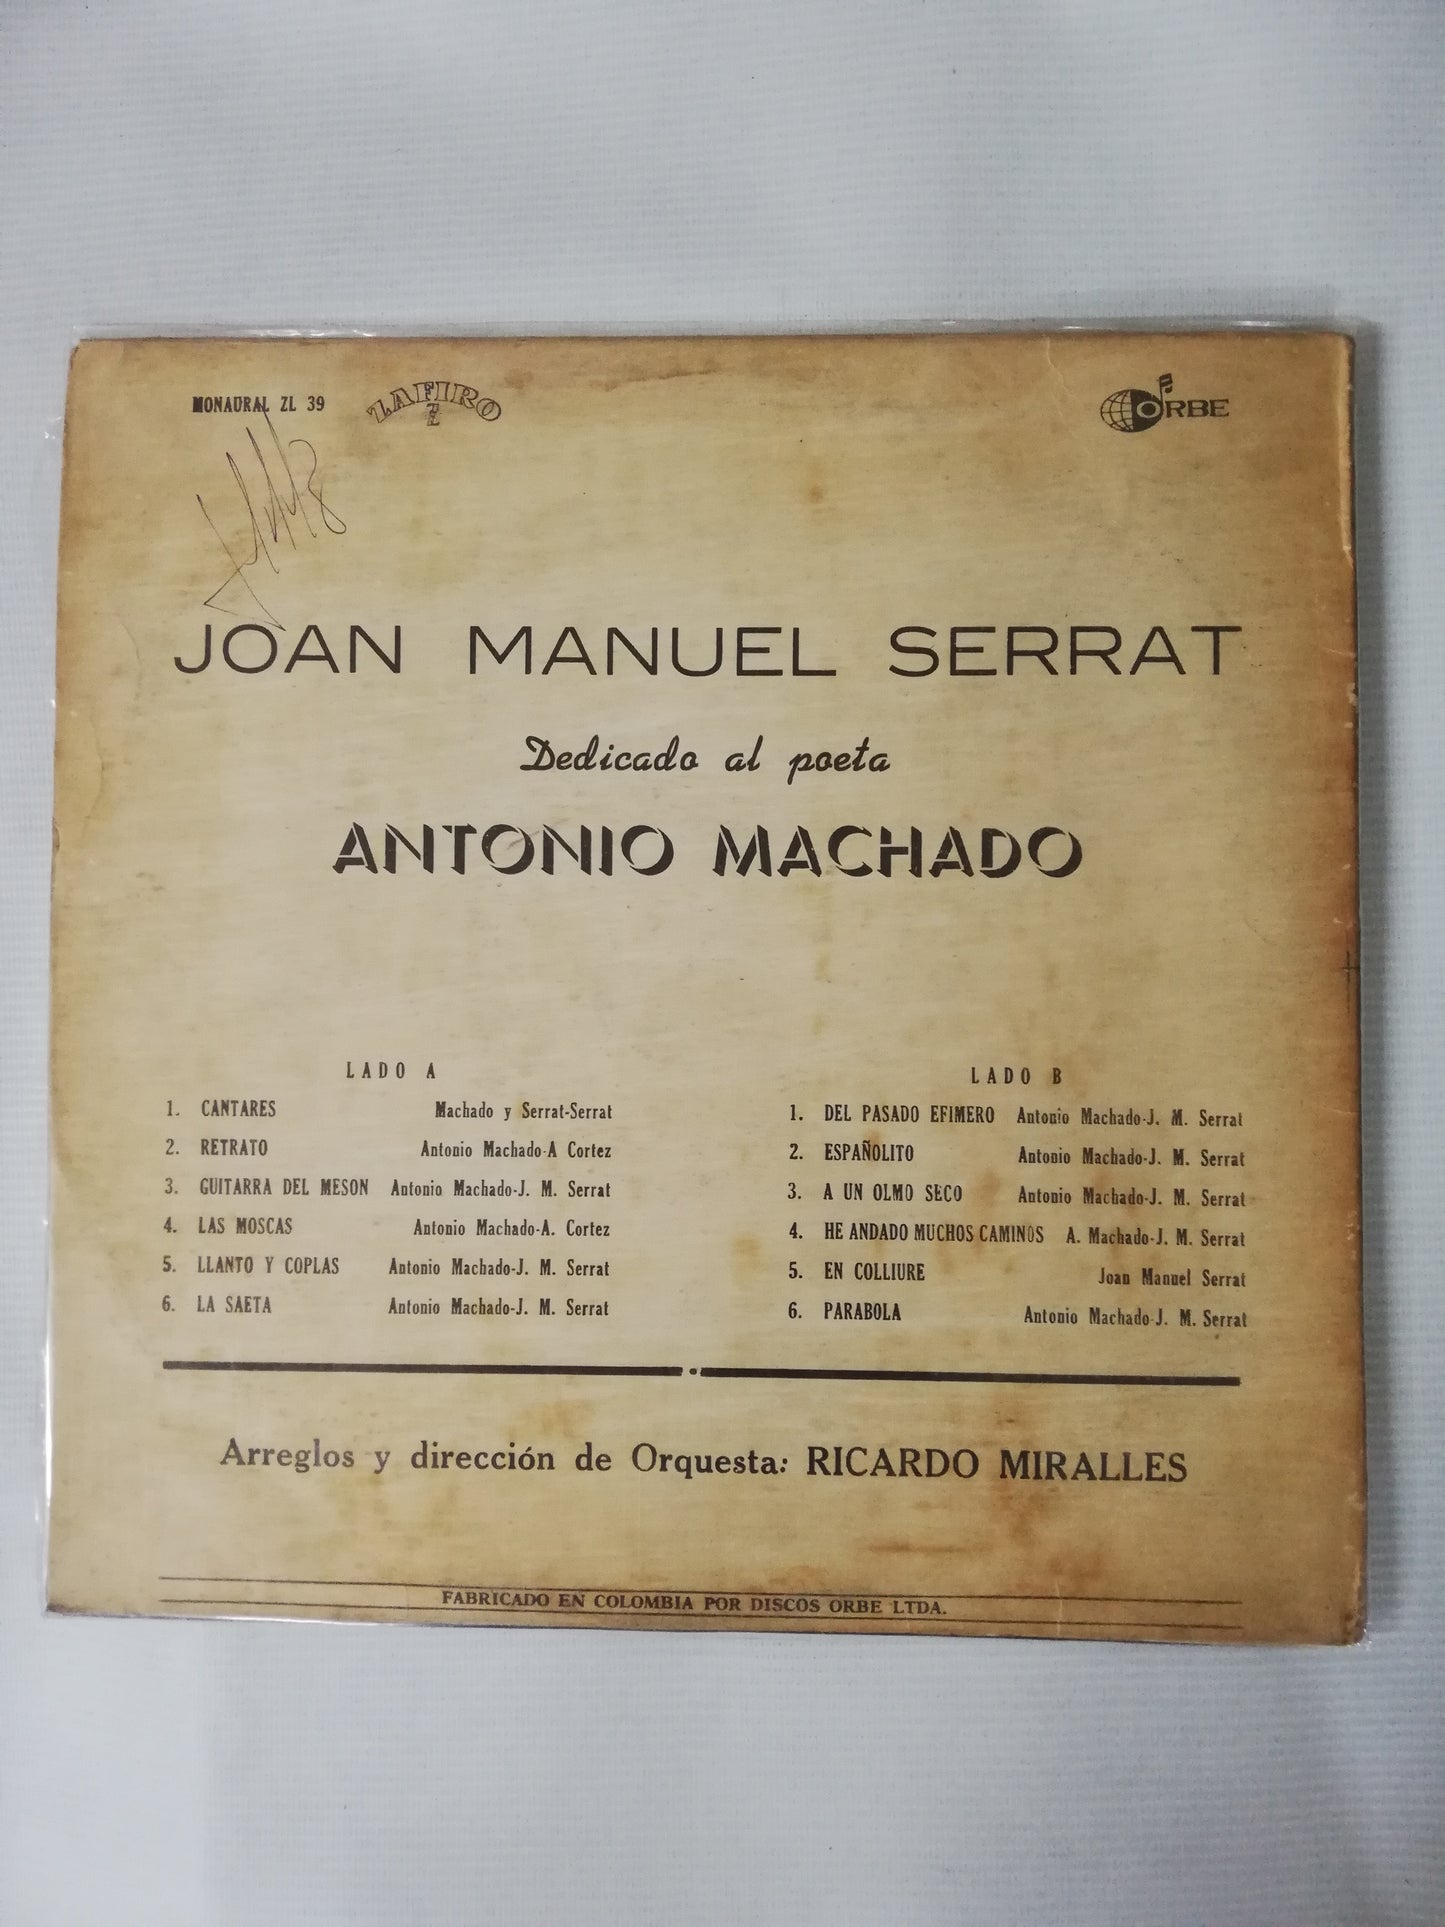 MONAURAL ZL 39 ZAFIRO Z
ORBE
JOAN MANUEL SERRAT
Dedicado al poeta
ANTONIO MACHADO
LADO A
1. CANTARES Machado y Serrat-Serrat
2. RETRATO Antonio Machado-A Cortez
3. GUITARRA DEL MESON Antonio Machado-J. M. Serrat
4. LAS MOSCAS Antonio Machado-A. Cortez
5. LLANTO Y COPLAS Antonio Machado-J. M. Serrat
6. LA SAETA Antonio Machado-J. M. Serrat
LADO B
1. DEL PASADO EFIMERO Antonio Machado-J. M. Serrat
2. ESPAÑOLITO Antonio Machado-J. M. Serrat
3. A UN OLMO SECO Antonio Machado-J. M. Serrat
4. HE ANDADO MUCHOS CAMINOS A. Machado-J. M. Serrat
5. EN COLLIURE Joan Manuel Serrat
6. PARABOLA Antonio Machado-J. M. Serrat
Arreglos y dirección de Orquesta: RICARDO MIRALLES
FABRICADO EN COLOMBIA POR DISCOS ORBE LTDA.